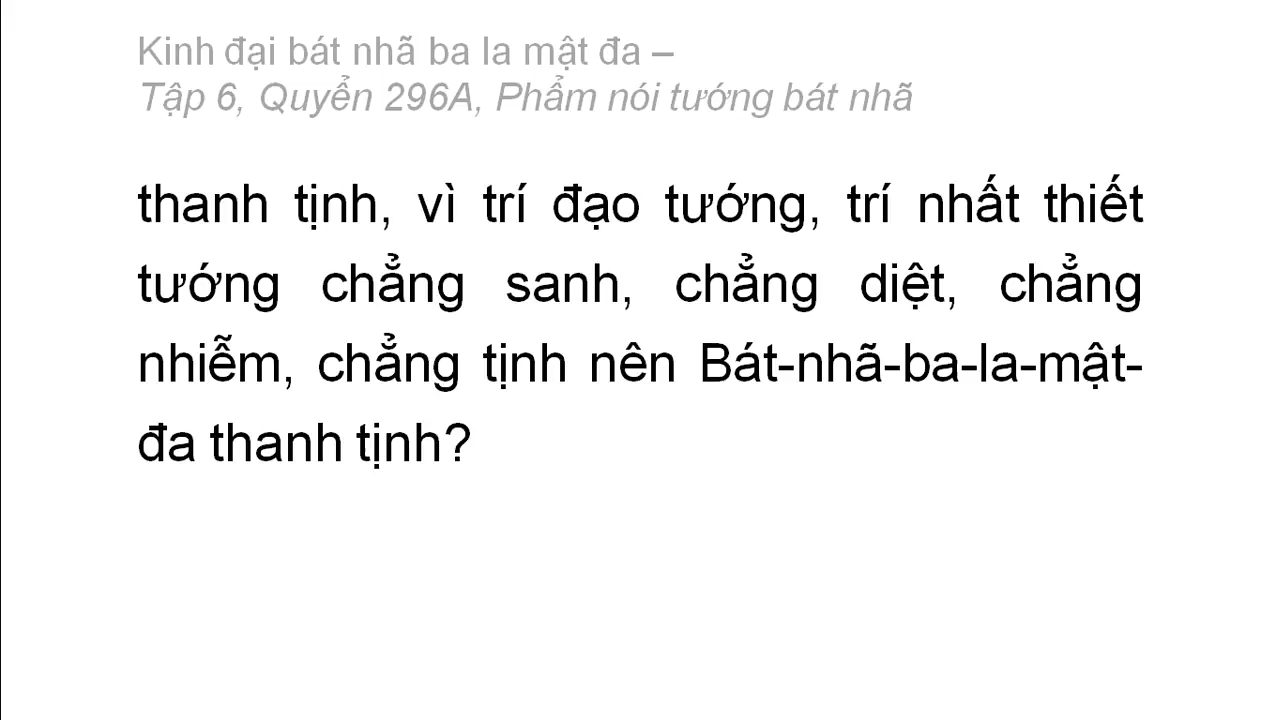 Kinh đại bát nhã ba la mật đa –
Tập 6, Quyển 296A, Phẩm nói tướng bát nhã
thanh tịnh, vì trí đạo tướng, trí nhất thiết
tướng chẳng sanh, chẳng diệt, chẳng
nhiễm, chẳng tịnh nên Bát-nhã-ba-la-mật-
đa thanh tịnh?